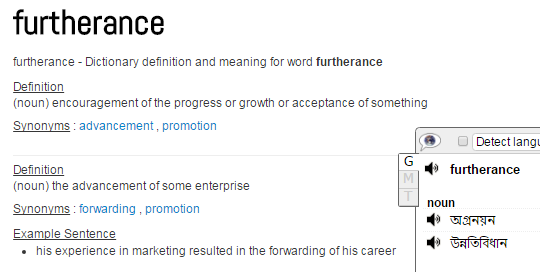 furtherance
furtherance - Dictionary definition and meaning for word furtherance
Definition
(noun) encouragement of the progress or growth or acceptance of something
Synonyms : advancement , promotion
Definition
(noun) the advancement of some enterprise
Synonyms : forwarding , promotion
Example Sentence
• his experience in marketing resulted in the forwarding of his career
Detect langu
G
M
T
furtherance
noun
অগ্রনয়ন
উন্নতিবিধান